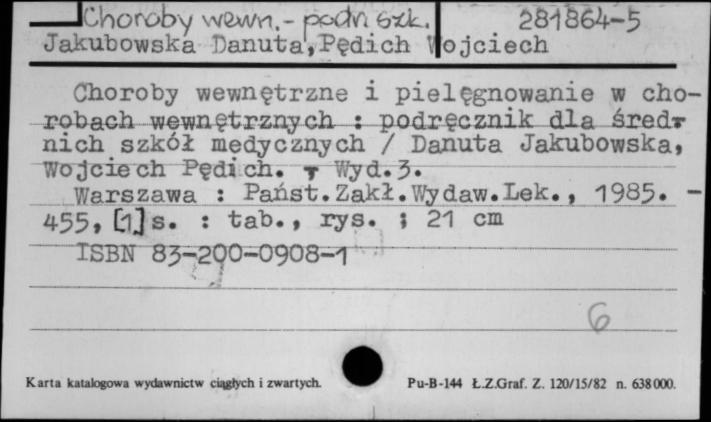 Choroby wewn. - podr. szk. 281864-5
Jakubowska Danuta, Pędich Wojciech
Choroby wewnętrzne i pielęgnowanie w cho-
robach wewnętrznych : podręcznik dla śred-
nich szkół medycznych / Danuta Jakubowska,
Wojciech Pędich. - Wyd.3.
Warszawa : Państ.Zakł.Wydaw.Lek., 1985. -
455, [1] s. : tab., rys. ; 21 cm
ISBN 83-200-0908-1
6
Karta katalogowa wydawnictw ciągłych i zwartych. Pu-B-144 Ł.Z.Graf. Z. 120/15/82 n. 638000.